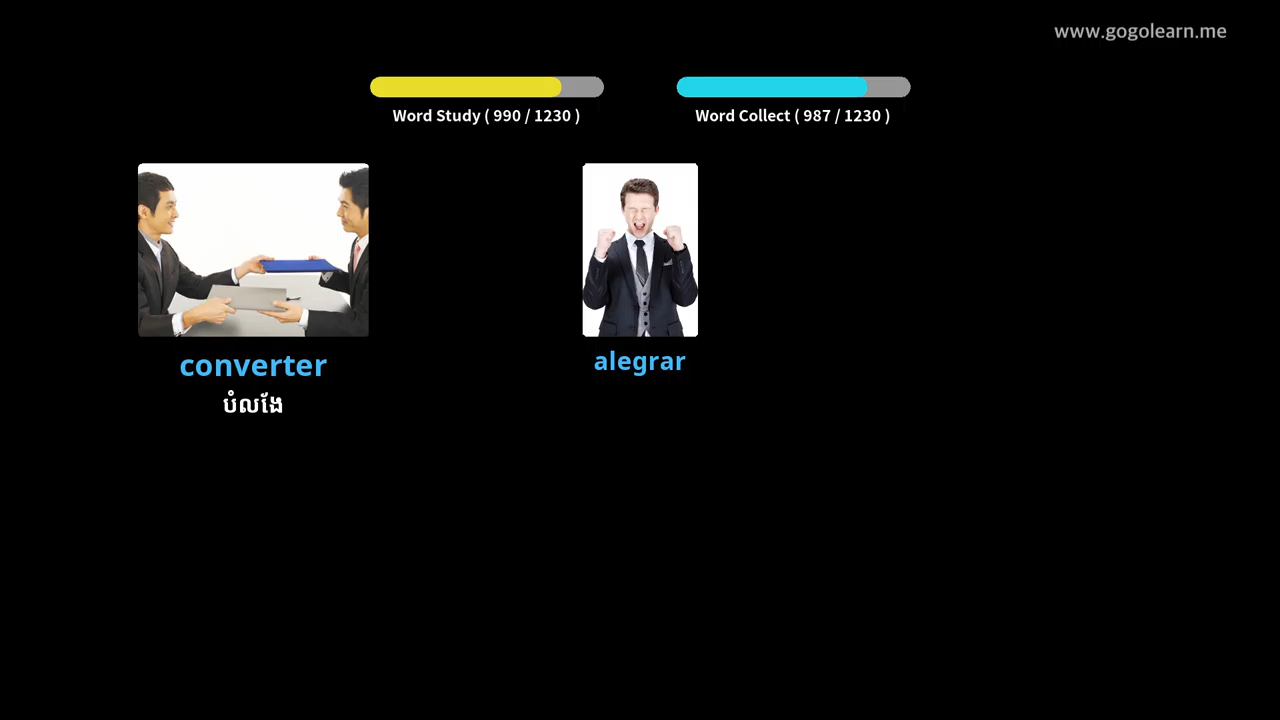 www.gogolearn.me
Word Study ( 990 / 1230 )
Word Collect ( 987 / 1230 )
converter
បំលែង
alegrar